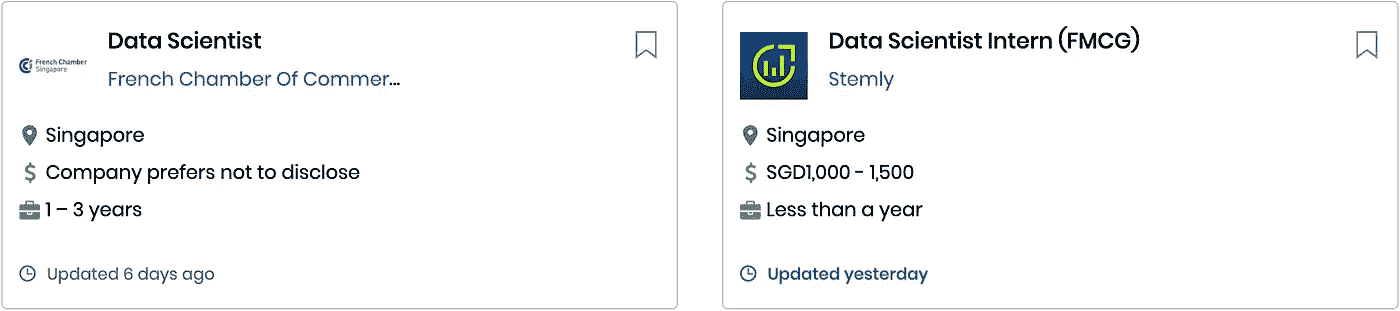 Data Scientist
French Chamber
Singapore
French Chamber Of Commer...
Singapore
Company prefers not to disclose
1 – 3 years
Updated 6 days ago
Data Scientist Intern (FMCG)
Stemly
Singapore
SGD1,000 - 1,500
Less than a year
Updated yesterday